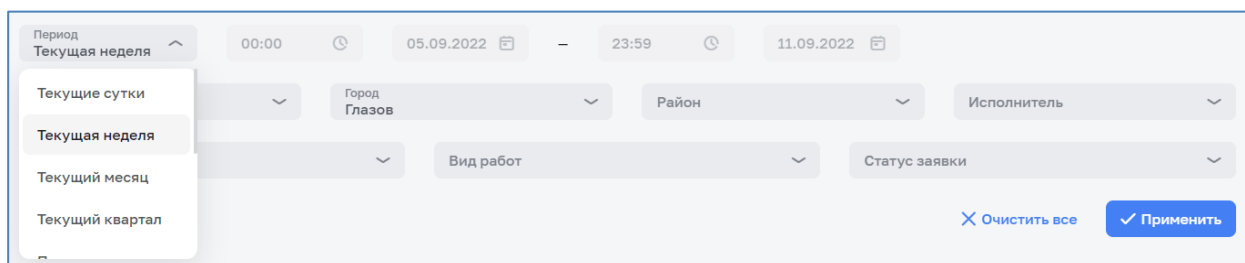 Период
Текущая неделя
00:00
05.09.2022
–
23:59
11.09.2022
Текущие сутки
Текущая неделя
Текущий месяц
Текущий квартал
Город
Глазов
Район
Исполнитель
Вид работ
Статус заявки
Очистить все
Применить